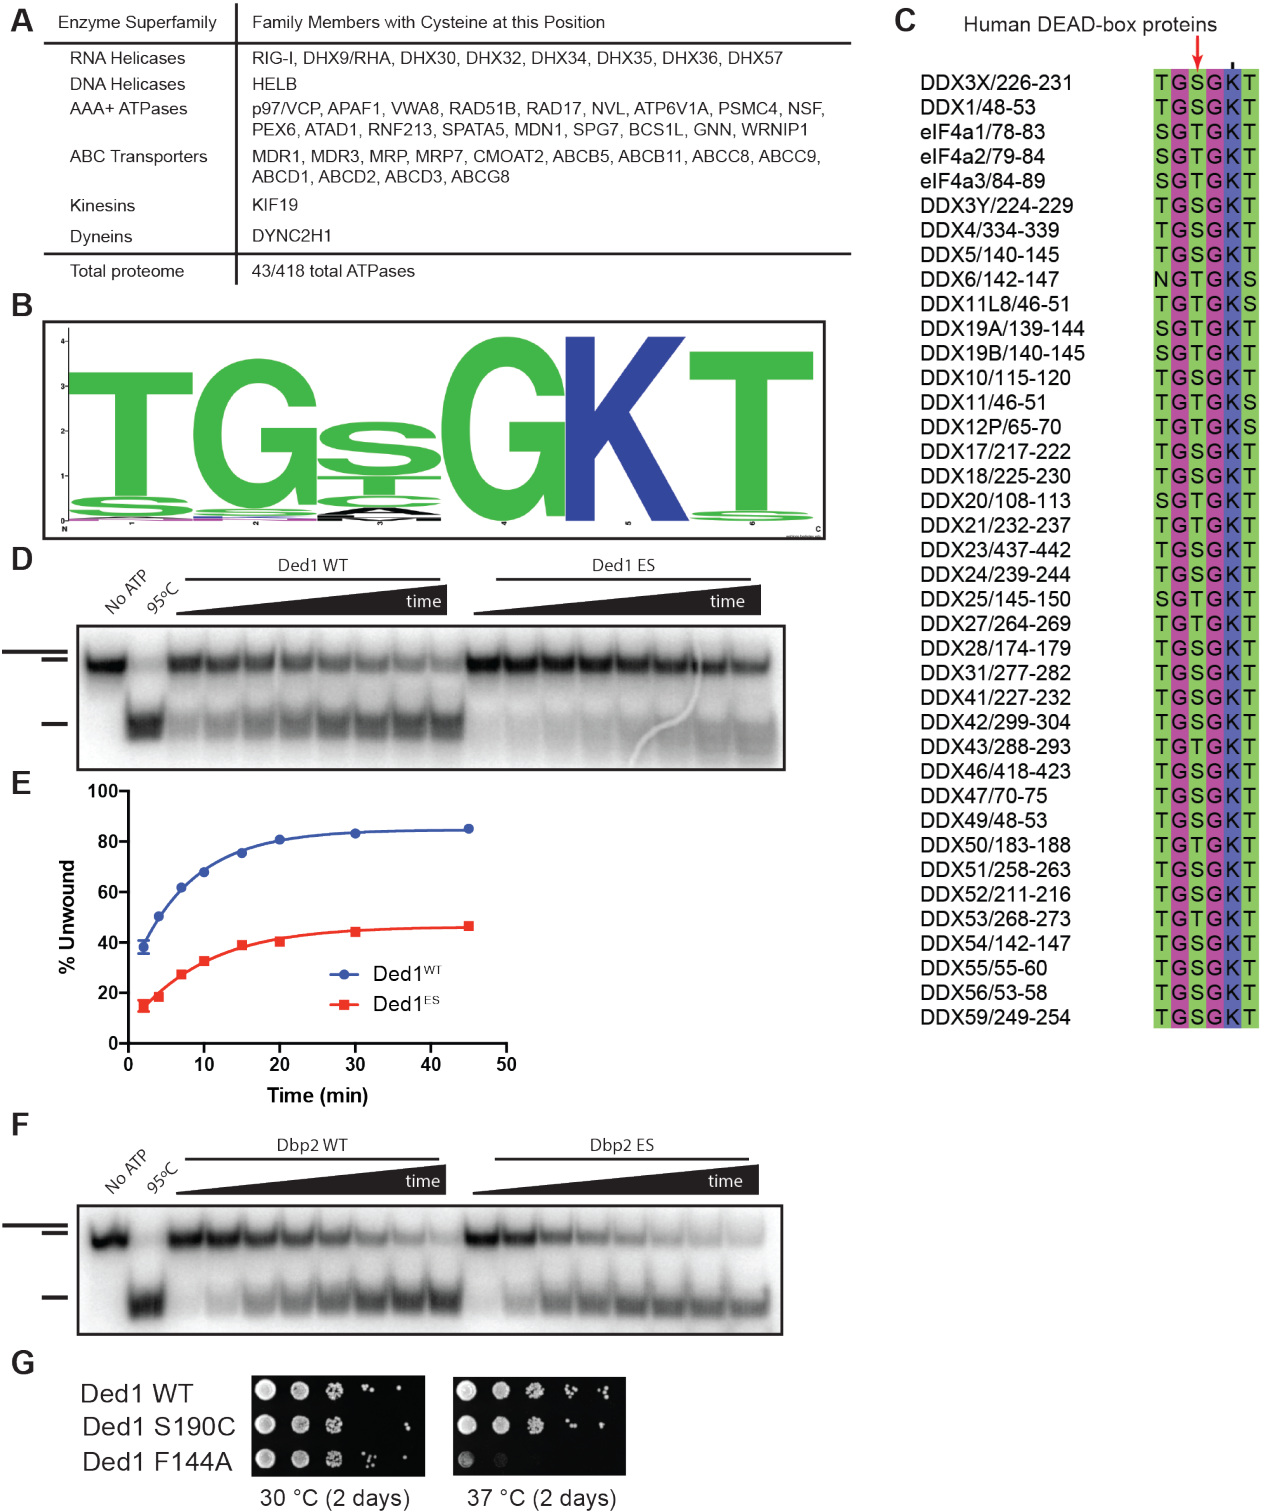 A
Enzyme Superfamily Family Members with Cysteine at this Position
RNA Helicases RIG-I, DHX9/RHA, DHX30, DHX32, DHX34, DHX35, DHX36, DHX57
DNA Helicases HELB
AAA+ ATPases p97/VCP, APAF1, VWA8, RAD51B, RAD17, NVL, ATP6V1A, PSMC4, NSF,
PEX6, ATAD1, RNF213, SPATA5, MDN1, SPG7, BCS1L, GNN, WRNIP1
ABC Transporters MDR1, MDR3, MRP, MRP7, CMOAT2, ABCB5, ABCB11, ABCC8, ABCC9,
ABCD1, ABCD2, ABCD3, ABCG8
Kinesins KIF19
Dyneins DYNC2H1
Total proteome 43/418 total ATPases
B
4
3
2
1
0
T G S G K T
S S T S
C
A
N 1 2 3 4 5 6 C
C
Human DEAD-box proteins
DDX3X/226-231 TGSGKT
DDX1/48-53 TGSGKT
eIF4a1/78-83 SGTGKT
eIF4a2/79-84 SGTGKT
eIF4a3/84-89 SGTGKT
DDX3Y/224-229 TGSGKT
DDX4/334-339 TGSGKT
DDX5/140-145 TGSGKT
DDX6/142-147 NGTGKS
DDX11L8/46-51 TGTGKS
DDX19A/139-144 SGTGKT
DDX19B/140-145 SGTGKT
DDX10/115-120 TGSGKT
DDX11/46-51 TGTGKS
DDX12P/65-70 TGTGKS
DDX17/217-222 TGSGKT
DDX18/225-230 TGSGKT
DDX20/108-113 SGTGKT
DDX21/232-237 TGTGKT
DDX23/437-442 TGSGKT
DDX24/239-244 TGSGKT
DDX25/145-150 SGTGKT
DDX27/264-269 TGTGKT
DDX28/174-179 TGSGKT
DDX31/277-282 TGSGKT
DDX41/227-232 TGSGKT
DDX42/299-304 TGSGKT
DDX43/288-293 TGTGKT
DDX46/418-423 TGSGKT
DDX47/70-75 TGSGKT
DDX49/48-53 TGSGKT
DDX50/183-188 TGTGKT
DDX51/258-263 TGSGKT
DDX52/211-216 TGSGKT
DDX53/268-273 TGTGKT
DDX54/142-147 TGSGKT
DDX55/55-60 TGSGKT
DDX56/53-58 TGSGKT
DDX59/249-254 TGSGKT
D
No ATP
95°C
Ded1 WT
time
Ded1 ES
time
E
100
80
60
40
20
0
% Unwound
Ded1WT
Ded1ES
0 10 20 30 40 50
Time (min)
F
No ATP
95°C
Dbp2 WT
time
Dbp2 ES
time
G
Ded1 WT
Ded1 S190C
Ded1 F144A
30 °C (2 days) 37 °C (2 days)